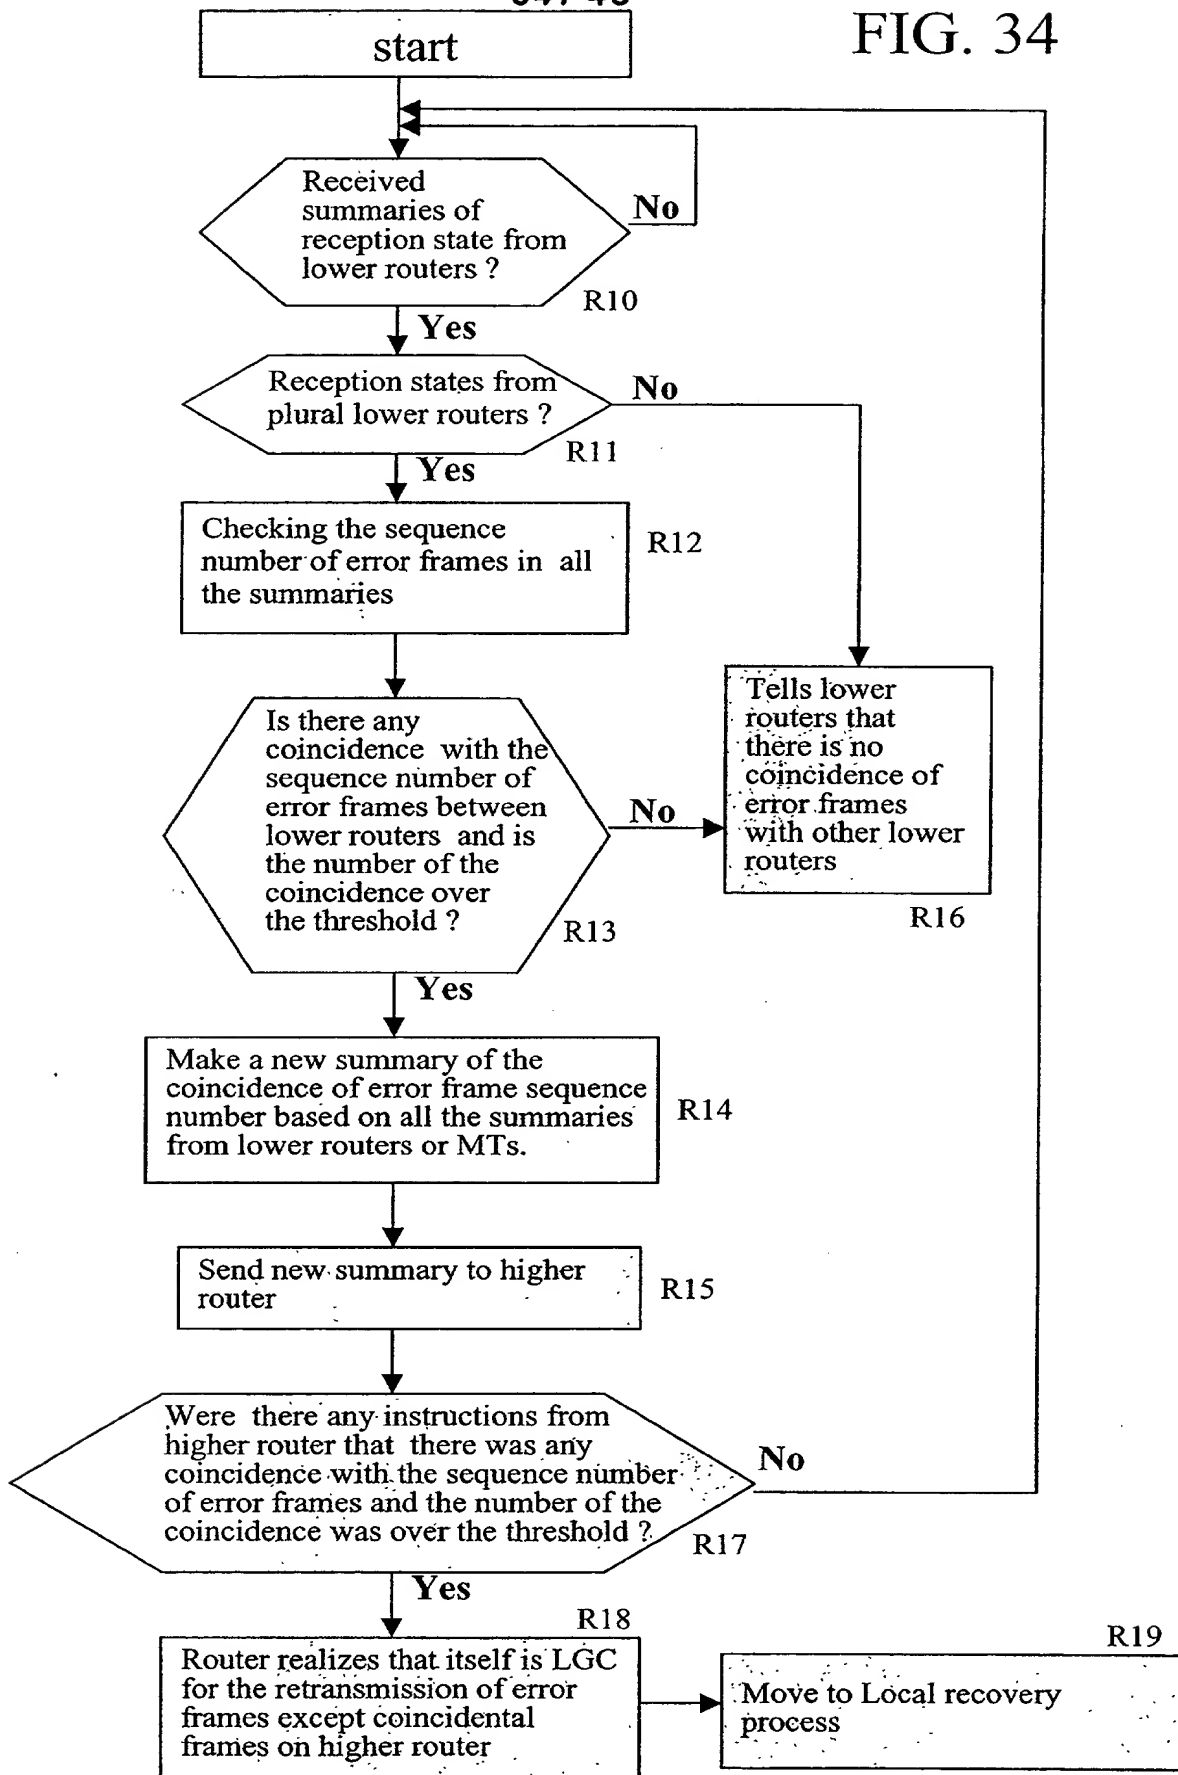 FIG. 34
start
Received
summaries of
reception state from
lower routers ?
No
R10
Yes
Reception states from
plural lower routers ?
No
R11
Yes
Checking the sequence
number of error frames in all
the summaries
R12
Is there any
coincidence with the
sequence number of
error frames between
lower routers and is
the number of the
coincidence over
the threshold ?
No
R13
Tells lower
routers that
there is no
coincidence of
error frames
with other lower
routers
R16
Yes
Make a new summary of the
coincidence of error frame sequence
number based on all the summaries
from lower routers or MTs.
R14
Send new summary to higher
router
R15
Were there any instructions from
higher router that there was any
coincidence with the sequence number
of error frames and the number of the
coincidence was over the threshold ?
No
R17
Yes
R18
Router realizes that itself is LGC
for the retransmission of error
frames except coincidental
frames on higher router
R19
Move to Local recovery
process